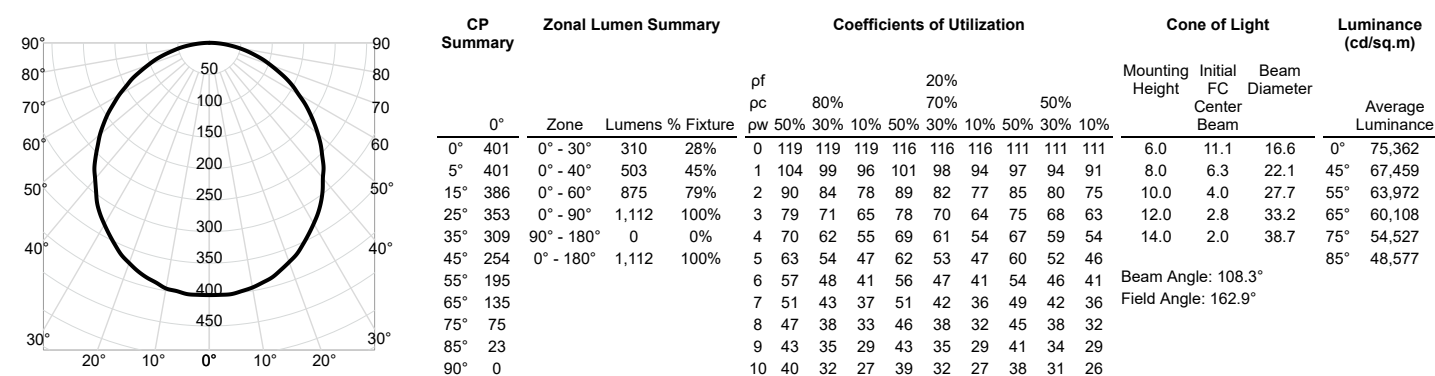 90°
80°
70°
60°
50°
40°
30°
20°
10°
0°
10°
20°
30°
40°
50°
60
70
80
90
50
100
150
200
250
300
350
400
450
CP Summary
0°
0° 401
5° 401
15° 386
25° 353
35° 309
45° 254
55° 195
65° 135
75° 75
85° 23
90° 0
Zonal Lumen Summary
Zone Lumens % Fixture
0° - 30° 310 28%
0° - 40° 503 45%
0° - 60° 875 79%
0° - 90° 1,112 100%
90° - 180° 0 0%
0° - 180° 1,112 100%
Coefficients of Utilization
ρf 20%
ρc 80% 70% 50%
ρw 50% 30% 10% 50% 30% 10% 50% 30% 10%
0 119 119 119 116 116 116 111 111 111
1 104 99 96 101 98 94 97 94 91
2 90 84 78 89 82 77 85 80 75
3 79 71 65 78 70 64 75 68 63
4 70 62 55 69 61 54 67 59 54
5 63 54 47 62 53 47 60 52 46
6 57 48 41 56 47 41 54 46 41
7 51 43 37 51 42 36 49 42 36
8 47 38 33 46 38 32 45 38 32
9 43 35 29 43 35 29 41 34 29
10 40 32 27 39 32 27 38 31 26
Cone of Light
Mounting Height Initial FC Center Beam Beam Diameter
6.0 11.1 16.6
8.0 6.3 22.1
10.0 4.0 27.7
12.0 2.8 33.2
14.0 2.0 38.7
Beam Angle: 108.3°
Field Angle: 162.9°
Luminance
(cd/sq.m)
Average
Luminance
0° 75,362
45° 67,459
55° 63,972
65° 60,108
75° 54,527
85° 48,577